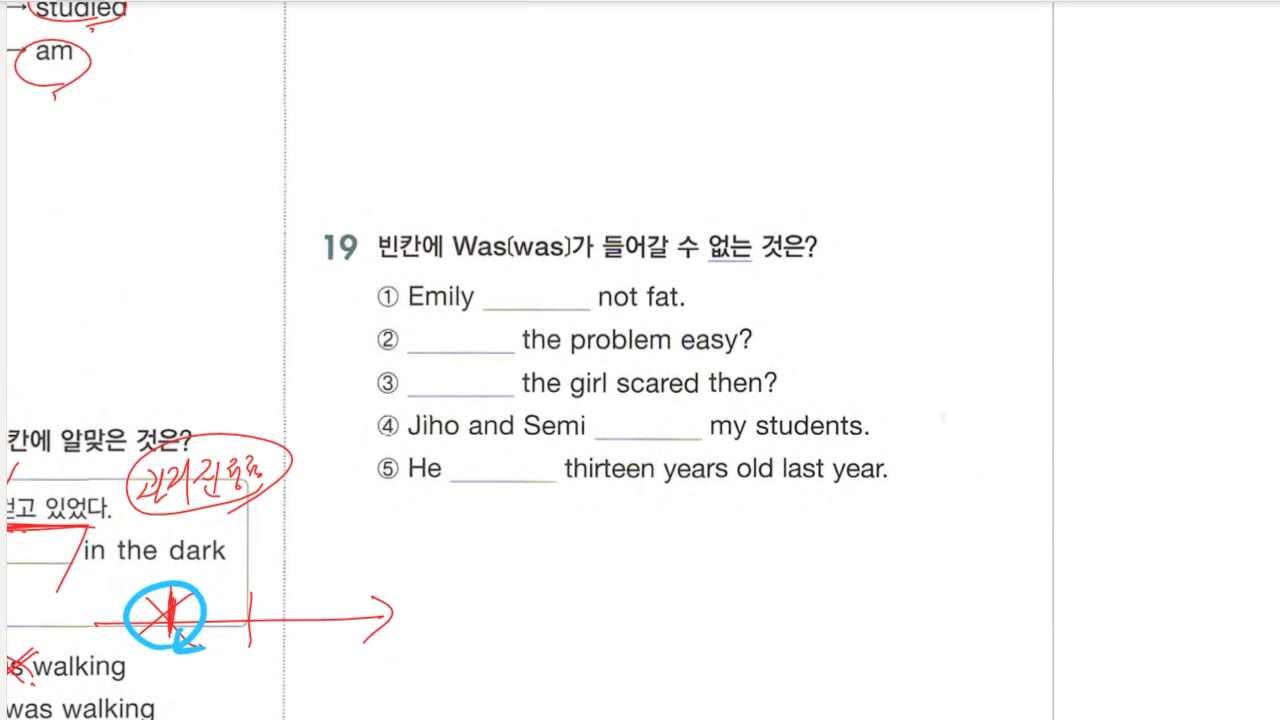 → studied
→ am
칸에 알맞은 것은?
걷고 있었다.
in the dark
walking
was walking
19 빈칸에 Was(was)가 들어갈 수 없는 것은?
① Emily ________ not fat.
② ________ the problem easy?
③ ________ the girl scared then?
④ Jiho and Semi ________ my students.
⑤ He ________ thirteen years old last year.